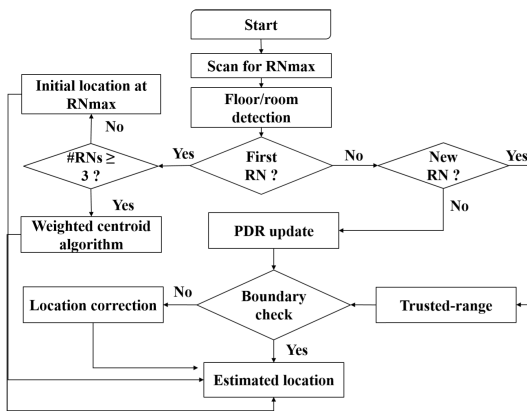 Start
Scan for RNmax
Initial location at
RNmax
Floor/room
detection
No
#RNs ≥
3 ?
Yes
First
RN ?
No
New
RN ?
Yes
Yes
No
Weighted centroid
algorithm
PDR update
Location correction
No
Boundary
check
Trusted-range
Yes
Estimated location